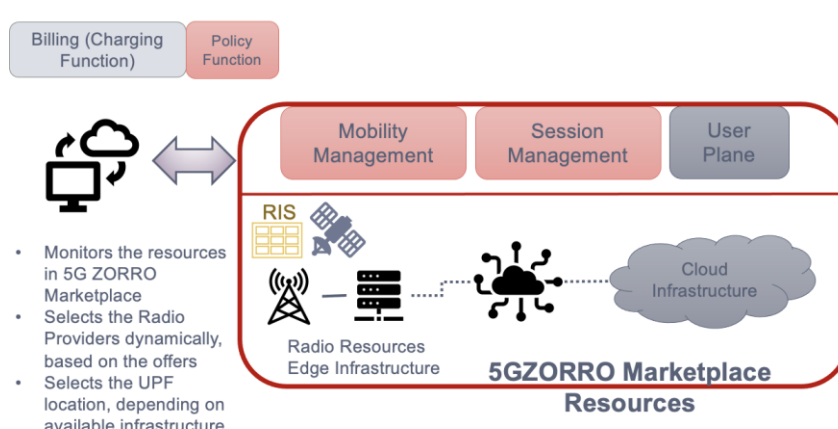 Billing (Charging
Function)
Policy
Function
Mobility
Management
Session
Management
User
Plane
RIS
• Monitors the resources
in 5G ZORRO
Marketplace
• Selects the Radio
Providers dynamically,
based on the offers
• Selects the UPF
location, depending on
available infrastructure
Radio Resources
Edge Infrastructure
Cloud
Infrastructure
5GZORRO Marketplace
Resources